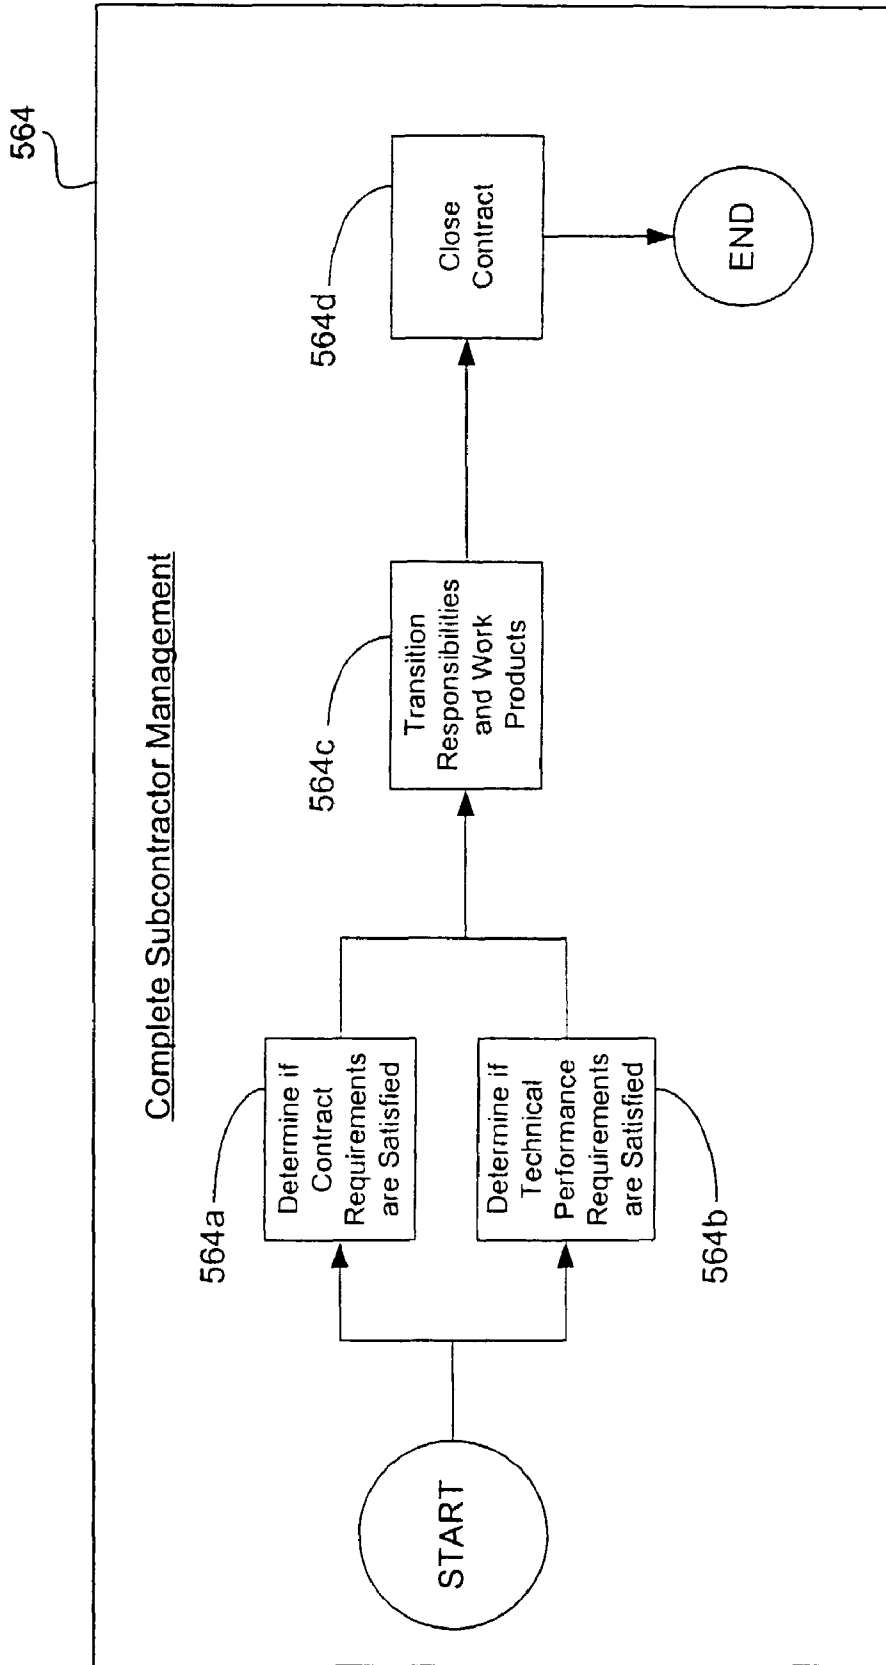 564
Complete Subcontractor Management
START
564a
Determine if
Contract
Requirements
are Satisfied
Determine if
Technical
Performance
Requirements
are Satisfied
564b
564c
Transition
Responsibilities
and Work
Products
564d
Close
Contract
END